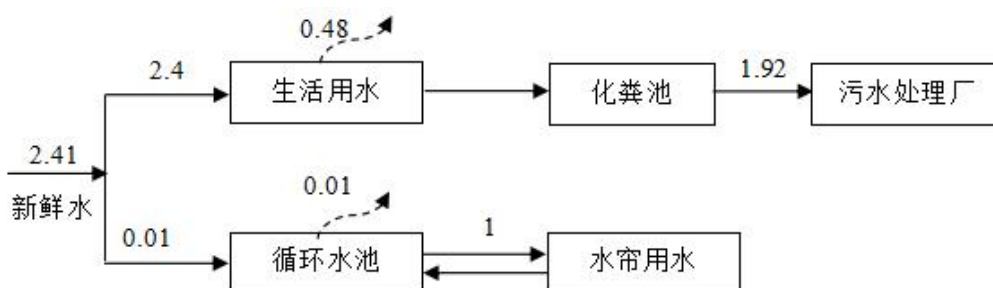 0.48
2.4
生活用水
化粪池
1.92
污水处理厂
2.41
新鲜水
0.01
0.01
循环水池
1
水帘用水